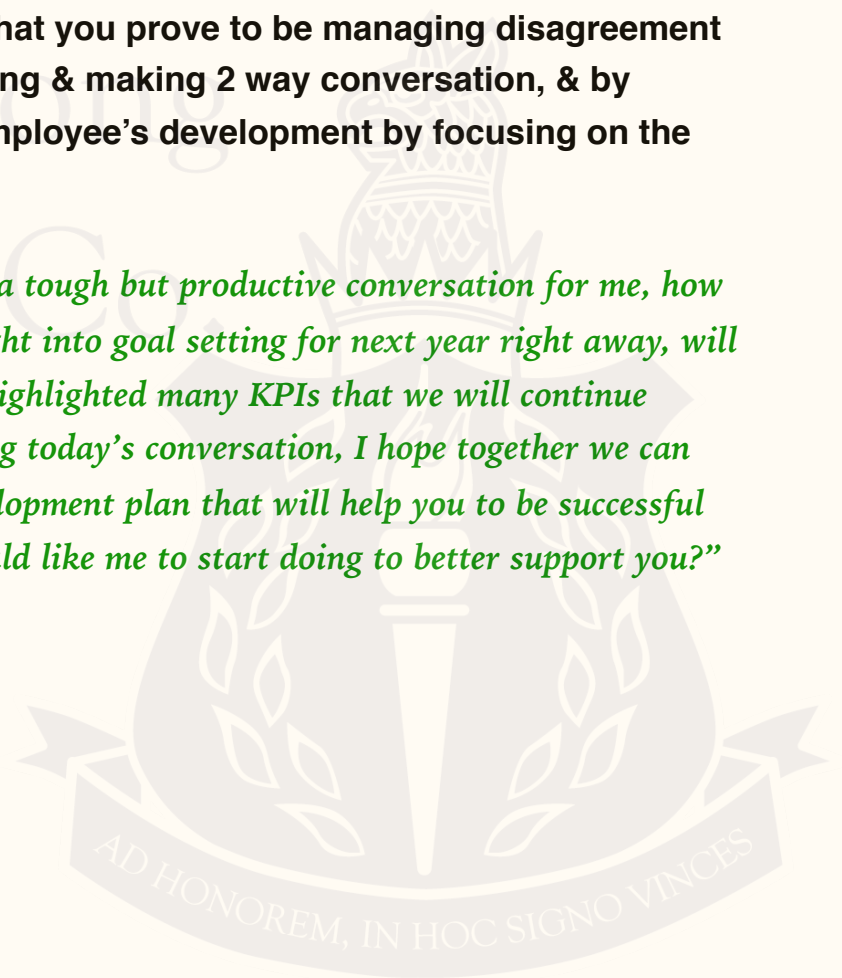 hat you prove to be managing disagreement
ng & making 2 way conversation, & by
mployee’s development by focusing on the
ong
Co.
a tough but productive conversation for me, how
ht into goal setting for next year right away, will
ighlighted many KPIs that we will continue
g today’s conversation, I hope together we can
lopment plan that will help you to be successful
ld like me to start doing to better support you?”
AD HONOREM, IN HOC SIGNO VINCES